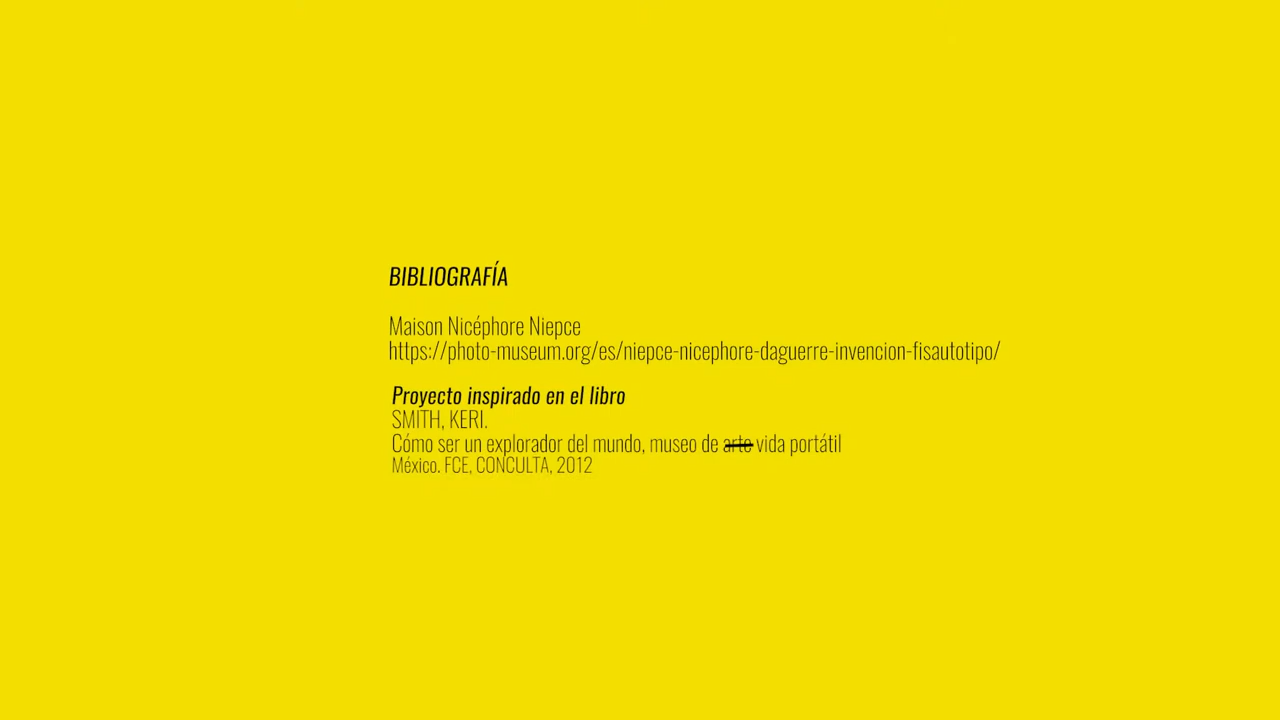 BIBLIOGRAFÍA
Maison Nicéphore Niepce
https://photo-museum.org/es/niepce-nicephore-daguerre-invencion-fisautotipo/
Proyecto inspirado en el libro
SMITH, KERI.
Cómo ser un explorador del mundo, museo de arte vida portátil
México. FCE, CONCULTA, 2012